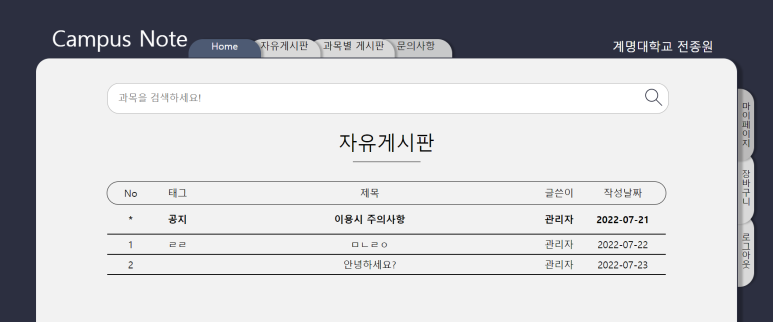 Campus Note
Home 자유게시판 과목별 게시판 문의사항
계명대학교 전종원
과목을 검색하세요!
마이페이지
장바구니
로그아웃
자유게시판
No 태그 제목 글쓴이 작성날짜
* 공지 이용시 주의사항 관리자 2022-07-21
1 ㄹㄹ ㅁㄴㄹㅇ 관리자 2022-07-22
2 안녕하세요? 관리자 2022-07-23